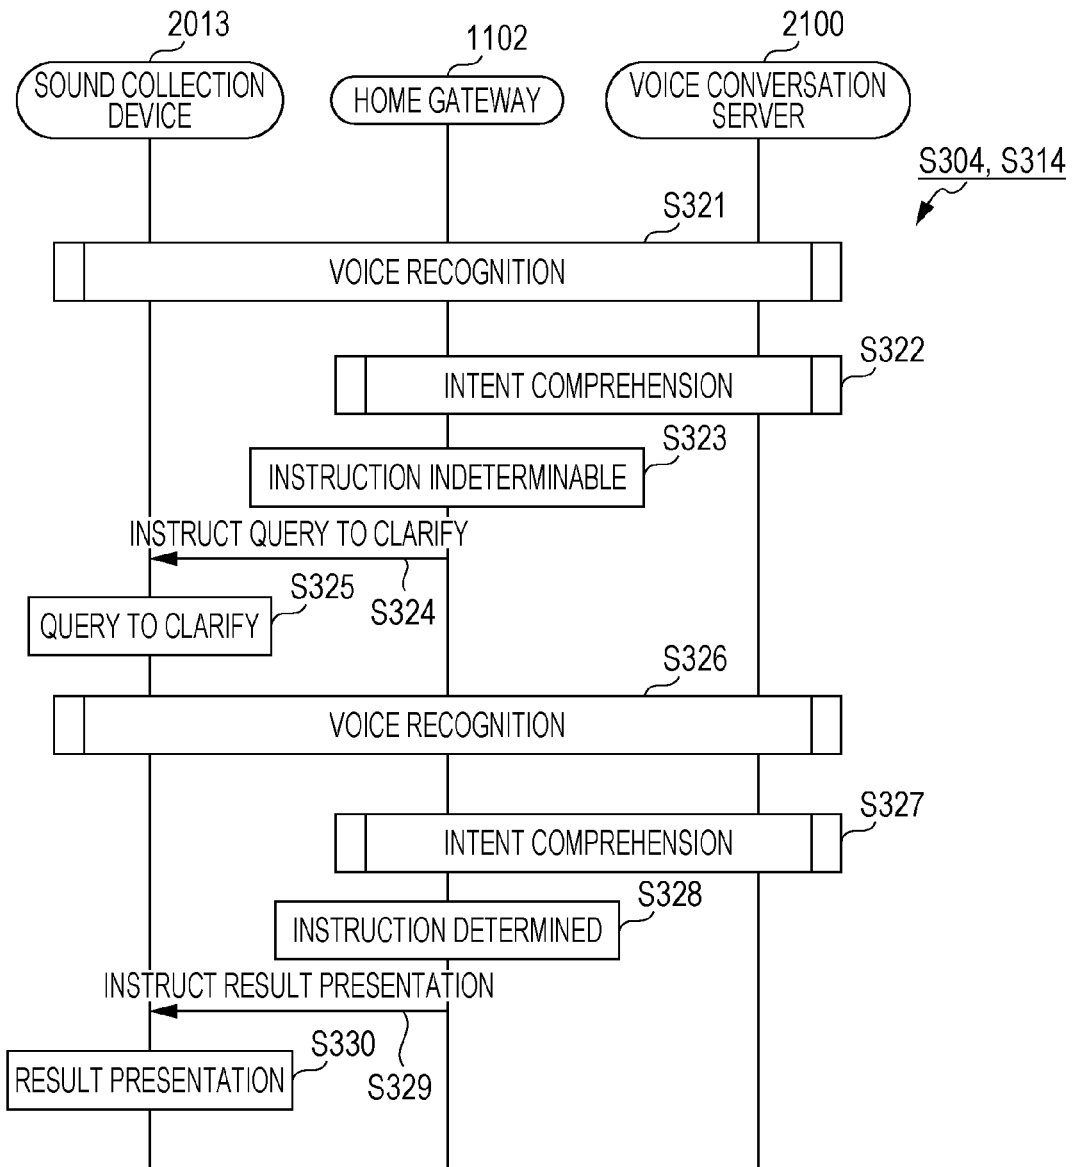 2013
1102
2100
SOUND COLLECTION
DEVICE
HOME GATEWAY
VOICE CONVERSATION
SERVER
S304, S314
S321
VOICE RECOGNITION
S322
INTENT COMPREHENSION
S323
INSTRUCTION INDETERMINABLE
INSTRUCT QUERY TO CLARIFY
S324
S325
QUERY TO CLARIFY
S326
VOICE RECOGNITION
S327
INTENT COMPREHENSION
S328
INSTRUCTION DETERMINED
INSTRUCT RESULT PRESENTATION
S329
S330
RESULT PRESENTATION